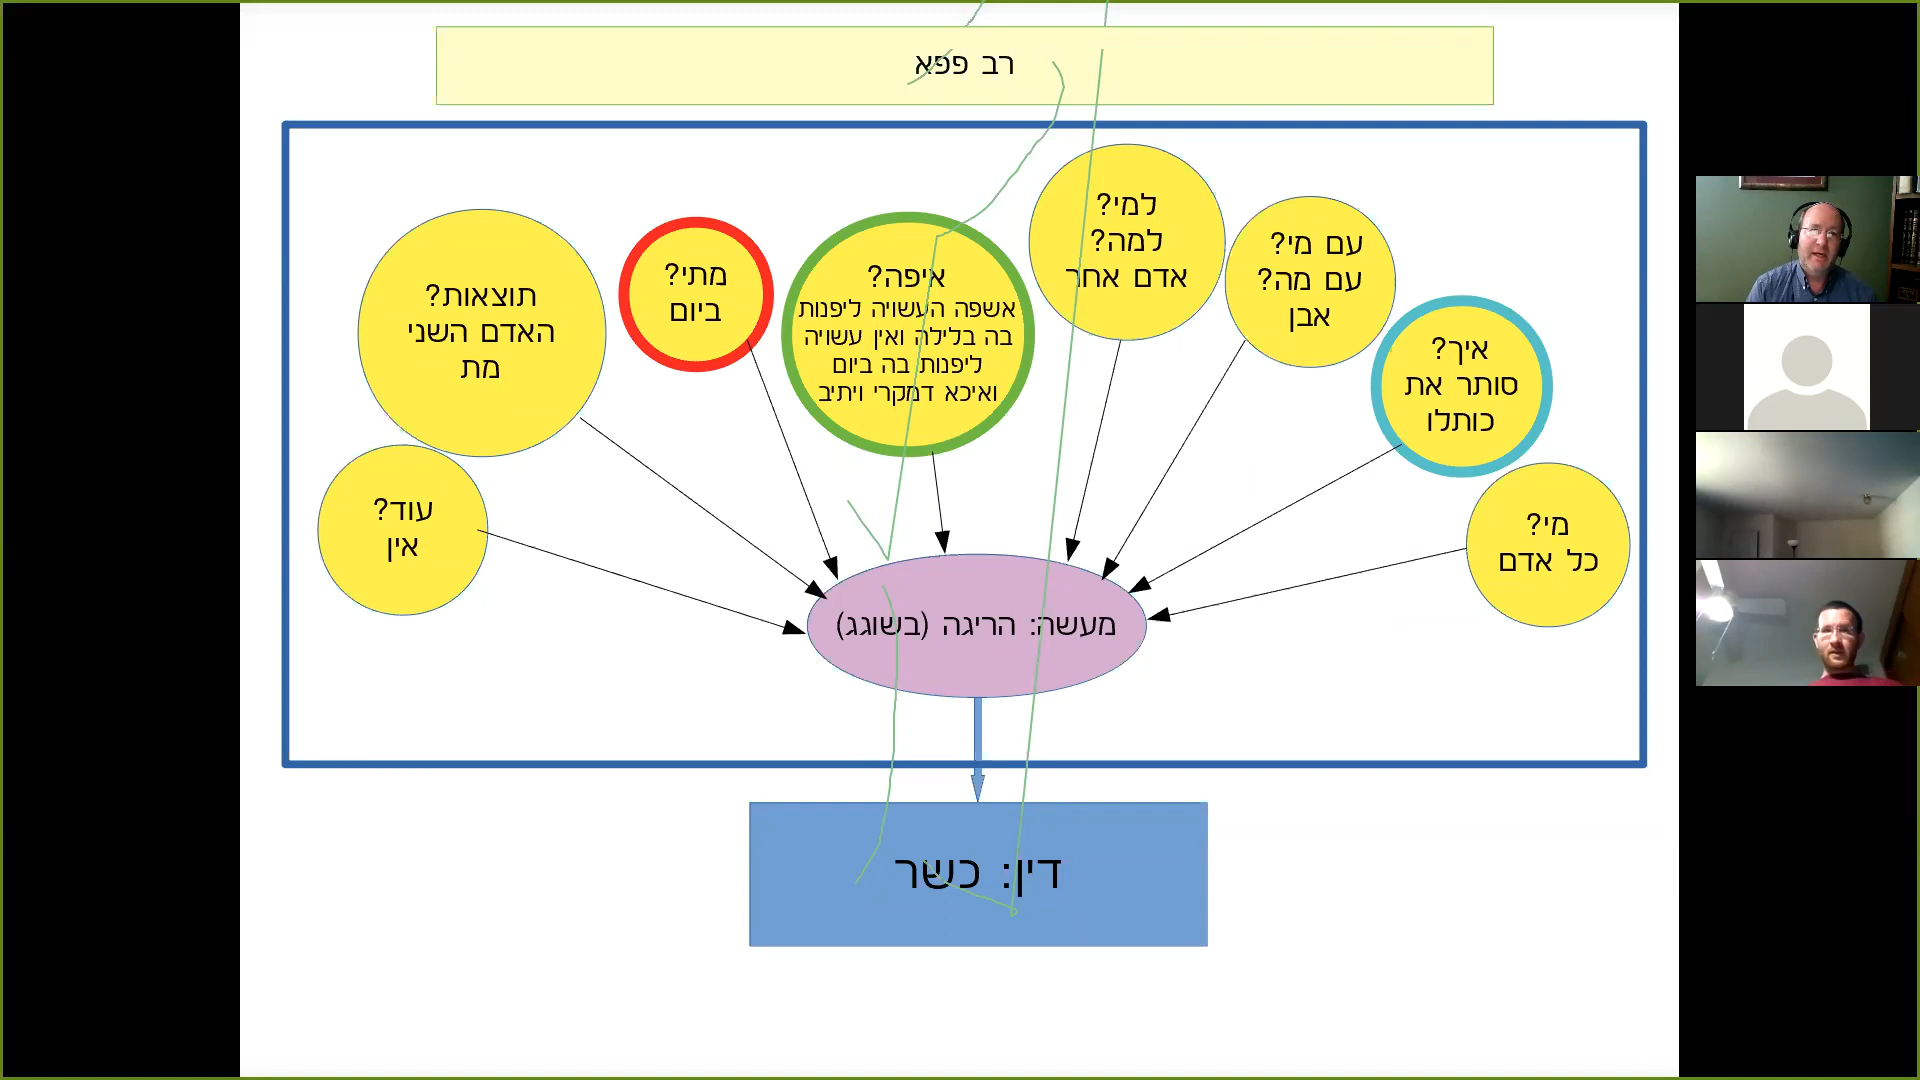 רב פפא
למי?
למה?
אדם אחר
עם מי?
עם מה?
אבן
איך?
סותר את
כותלו
מי?
כל אדם
איפה?
אשפה העשויה ליפנות
בה בלילה ואין עשויה
ליפנות בה ביום
ואיכא דמקרי ויתיב
מתי?
ביום
תוצאות?
האדם השני
מת
עוד?
אין
מעשה: הריגה (בשוגג)
דין: כשר